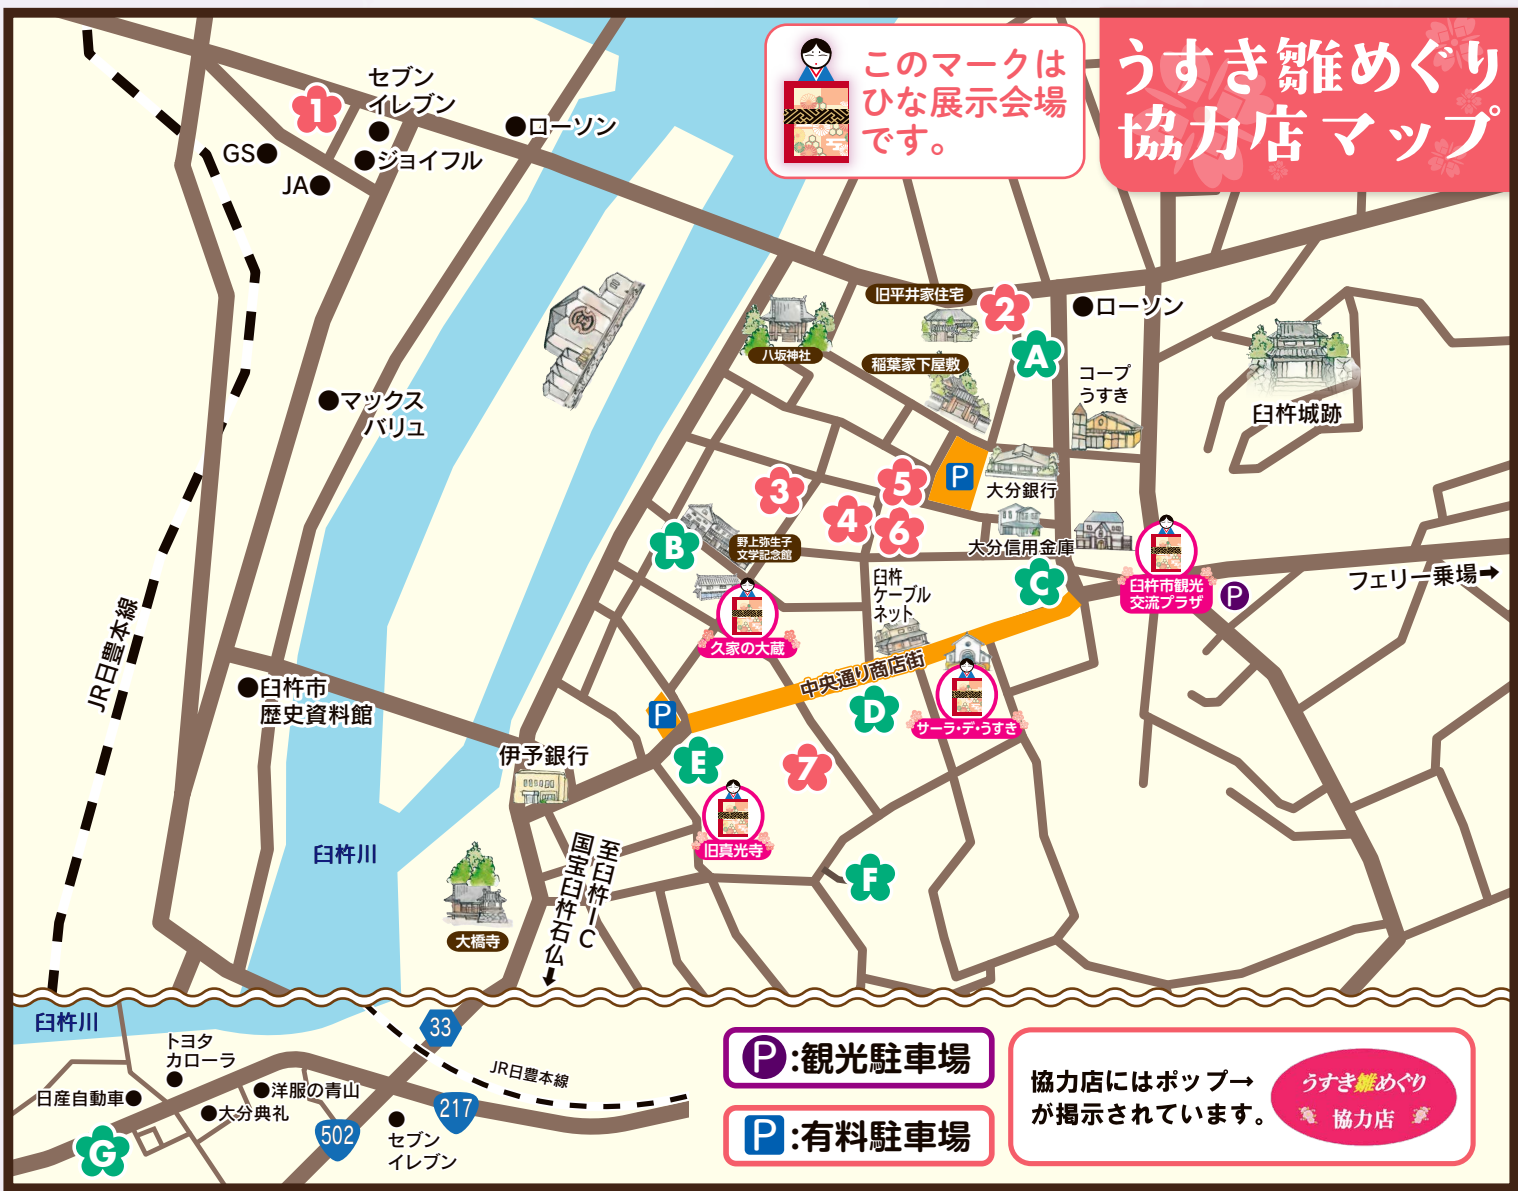 うすき雛めぐり
協力店マップ
このマークは
ひな展示会場
です。
セブン
イレブン
1
GS
ジョイフル
JA
ローソン
旧平井家住宅
2
ローソン
八坂神社
稲葉家下屋敷
A
コープ
うすき
臼杵城跡
マックス
バリュ
3
5
P
大分銀行
4
6
大分信用金庫
B
野上弥生子
文学記念館
臼杵
ケーブル
ネット
C
臼杵市観光
交流プラザ
P
フェリー乗場→
JR日豊本線
久家の大蔵
臼杵市
歴史資料館
P
中央通り商店街
D
サーラ・デ・うすき
伊予銀行
E
7
臼杵川
旧真光寺
至臼杵IC
国宝臼杵石仏
F
大橋寺
臼杵川
トヨタ
カローラ
33
JR日豊本線
日産自動車
洋服の青山
大分典礼
217
502
セブン
イレブン
G
P:観光駐車場
P:有料駐車場
協力店にはポップ→
が掲示されています。
うすき雛めぐり
協力店